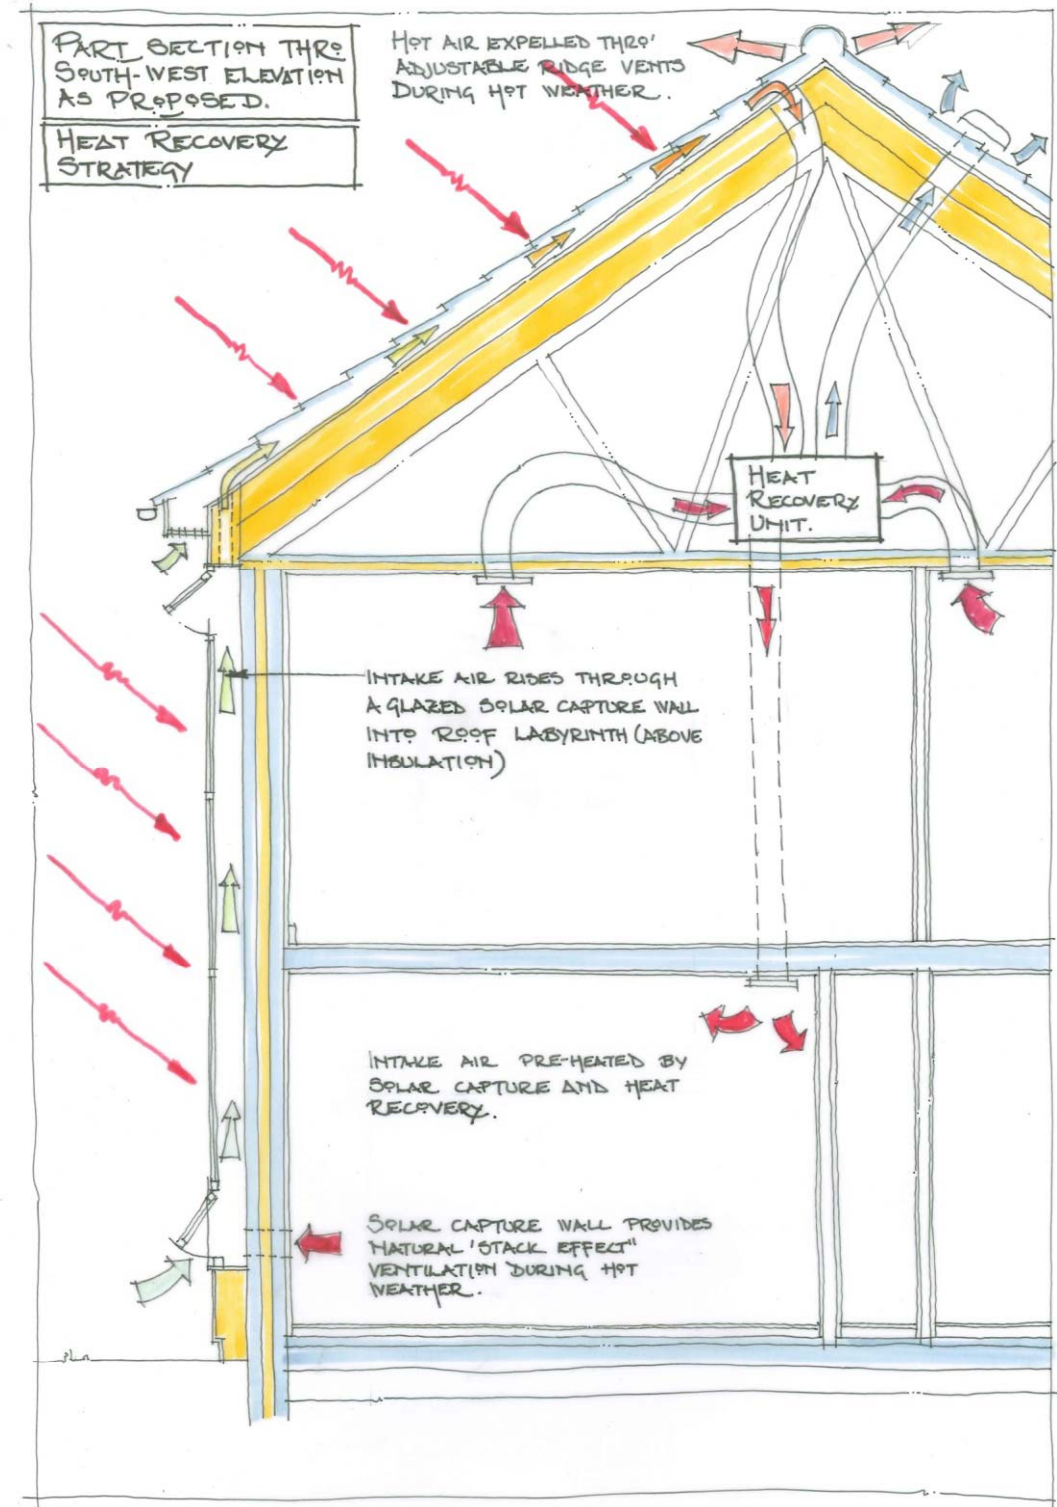 PART SECTION THRO
SOUTH-WEST ELEVATION
AS PROPOSED.
HEAT RECOVERY
STRATEGY
HOT AIR EXPELLED THRO'
ADJUSTABLE RIDGE VENTS
DURING HOT WEATHER.
HEAT
RECOVERY
UNIT.
INTAKE AIR RISES THROUGH
A GLAZED SOLAR CAPTURE WALL
INTO ROOF LABYRINTH (ABOVE
INSULATION)
INTAKE AIR PRE-HEATED BY
SOLAR CAPTURE AND HEAT
RECOVERY.
SOLAR CAPTURE WALL PROVIDES
NATURAL 'STACK EFFECT"
VENTILATION DURING HOT
WEATHER.